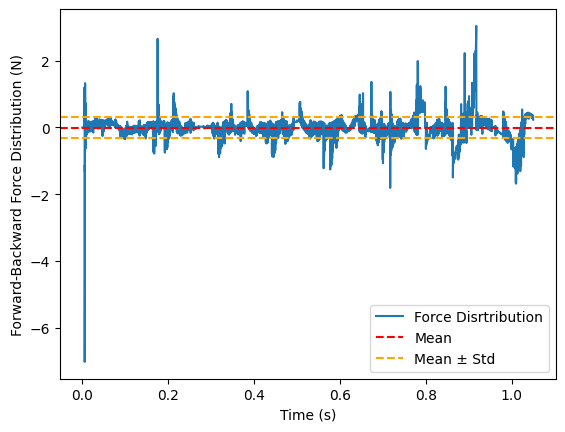 Forward-Backward Force Distribution (N)
2
0
−2
−4
−6
0.0
0.2
0.4
0.6
0.8
1.0
Time (s)
Force Disrtribution
Mean
Mean ± Std